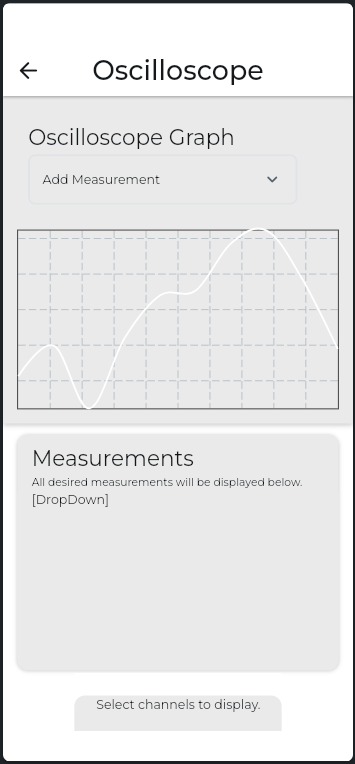 Oscilloscope
Oscilloscope Graph
Add Measurement
Measurements
All desired measurements will be displayed below.
[DropDown]
Select channels to display.